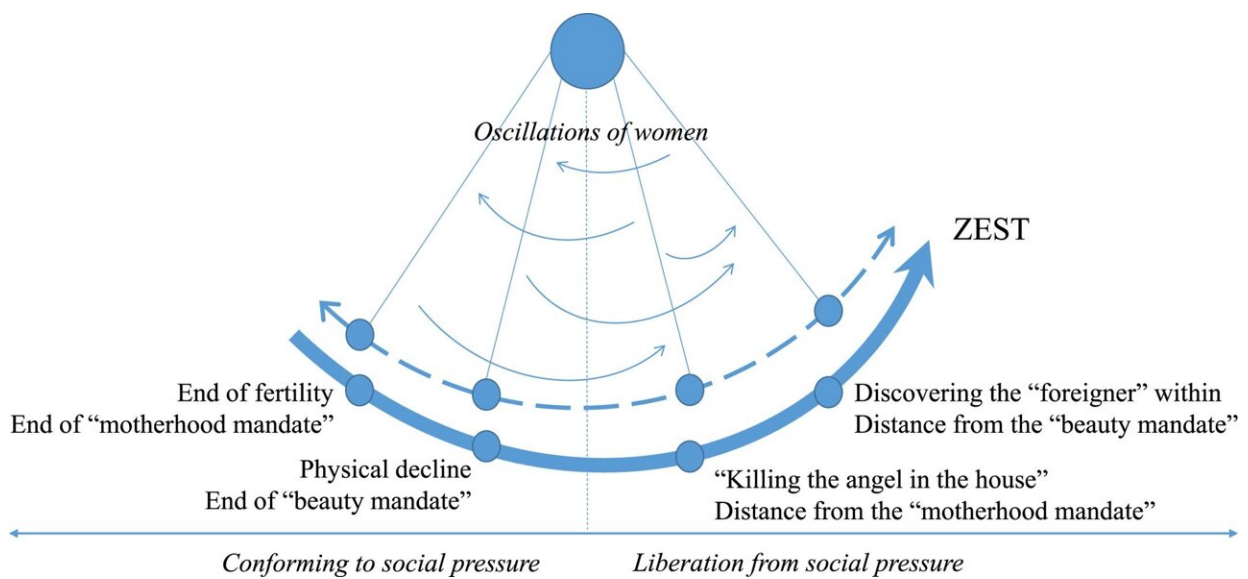 Oscillations of women
ZEST
End of fertility
End of “motherhood mandate”
Physical decline
End of “beauty mandate”
Discovering the “foreigner” within
Distance from the “beauty mandate”
“Killing the angel in the house”
Distance from the “motherhood mandate”
Conforming to social pressure
Liberation from social pressure